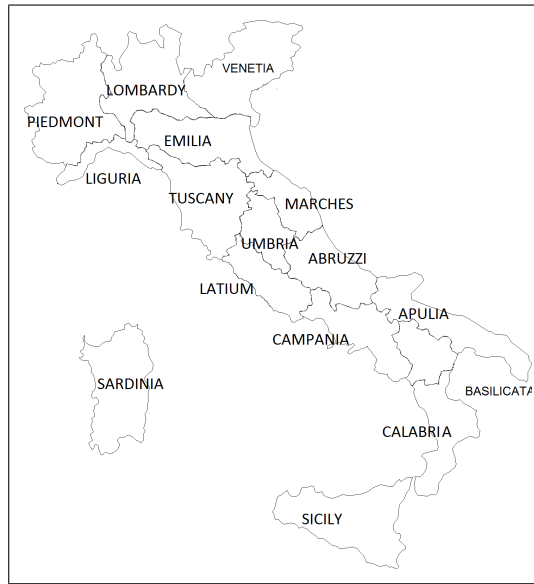 VENETIA
LOMBARDY
PIEDMONT
EMILIA
LIGURIA
TUSCANY
MARCHES
UMBRIA
ABRUZZI
LATIUM
APULIA
CAMPANIA
SARDINIA
BASILICATA
CALABRIA
SICILY